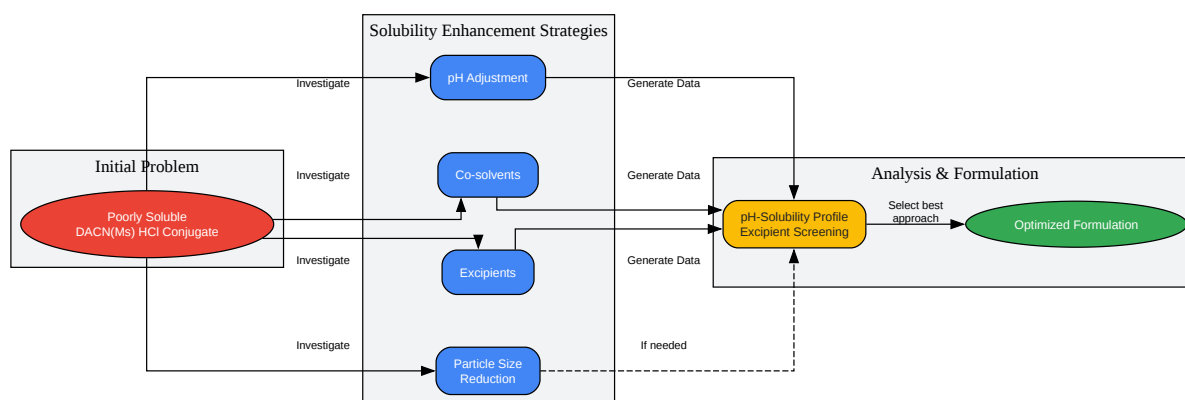 Solubility Enhancement Strategies
pH Adjustment
Investigate
Generate Data
Initial Problem
Poorly Soluble
DACN(Ms) HCl Conjugate
Investigate
Co-solvents
Generate Data
Analysis & Formulation
pH-Solubility Profile
Excipient Screening
Select best
approach
Optimized Formulation
Investigate
Excipients
Generate Data
Investigate
Particle Size
Reduction
If needed